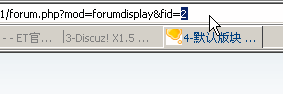 1/forum.php?mod=forumdisplay&fid=2
- - ET官... 3-Discuz! X1.5 ... 4-默认版块 ...